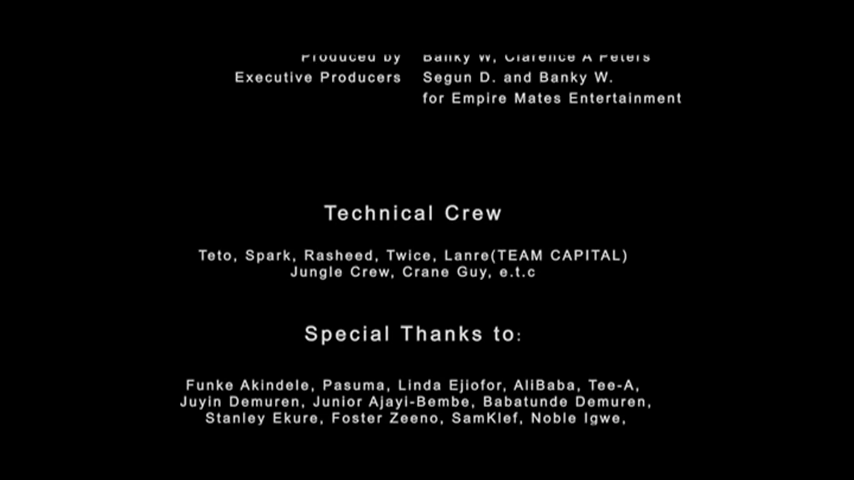 Produced by Banky W, Clarence A Peters
Executive Producers Segun D. and Banky W.
for Empire Mates Entertainment
Technical Crew
Teto, Spark, Rasheed, Twice, Lanre(TEAM CAPITAL)
Jungle Crew, Crane Guy, e.t.c
Special Thanks to:
Funke Akindele, Pasuma, Linda Ejiofor, AliBaba, Tee-A,
Juyin Demuren, Junior Ajayi-Bembe, Babatunde Demuren,
Stanley Ekure, Foster Zeeno, SamKlef, Noble Igwe,